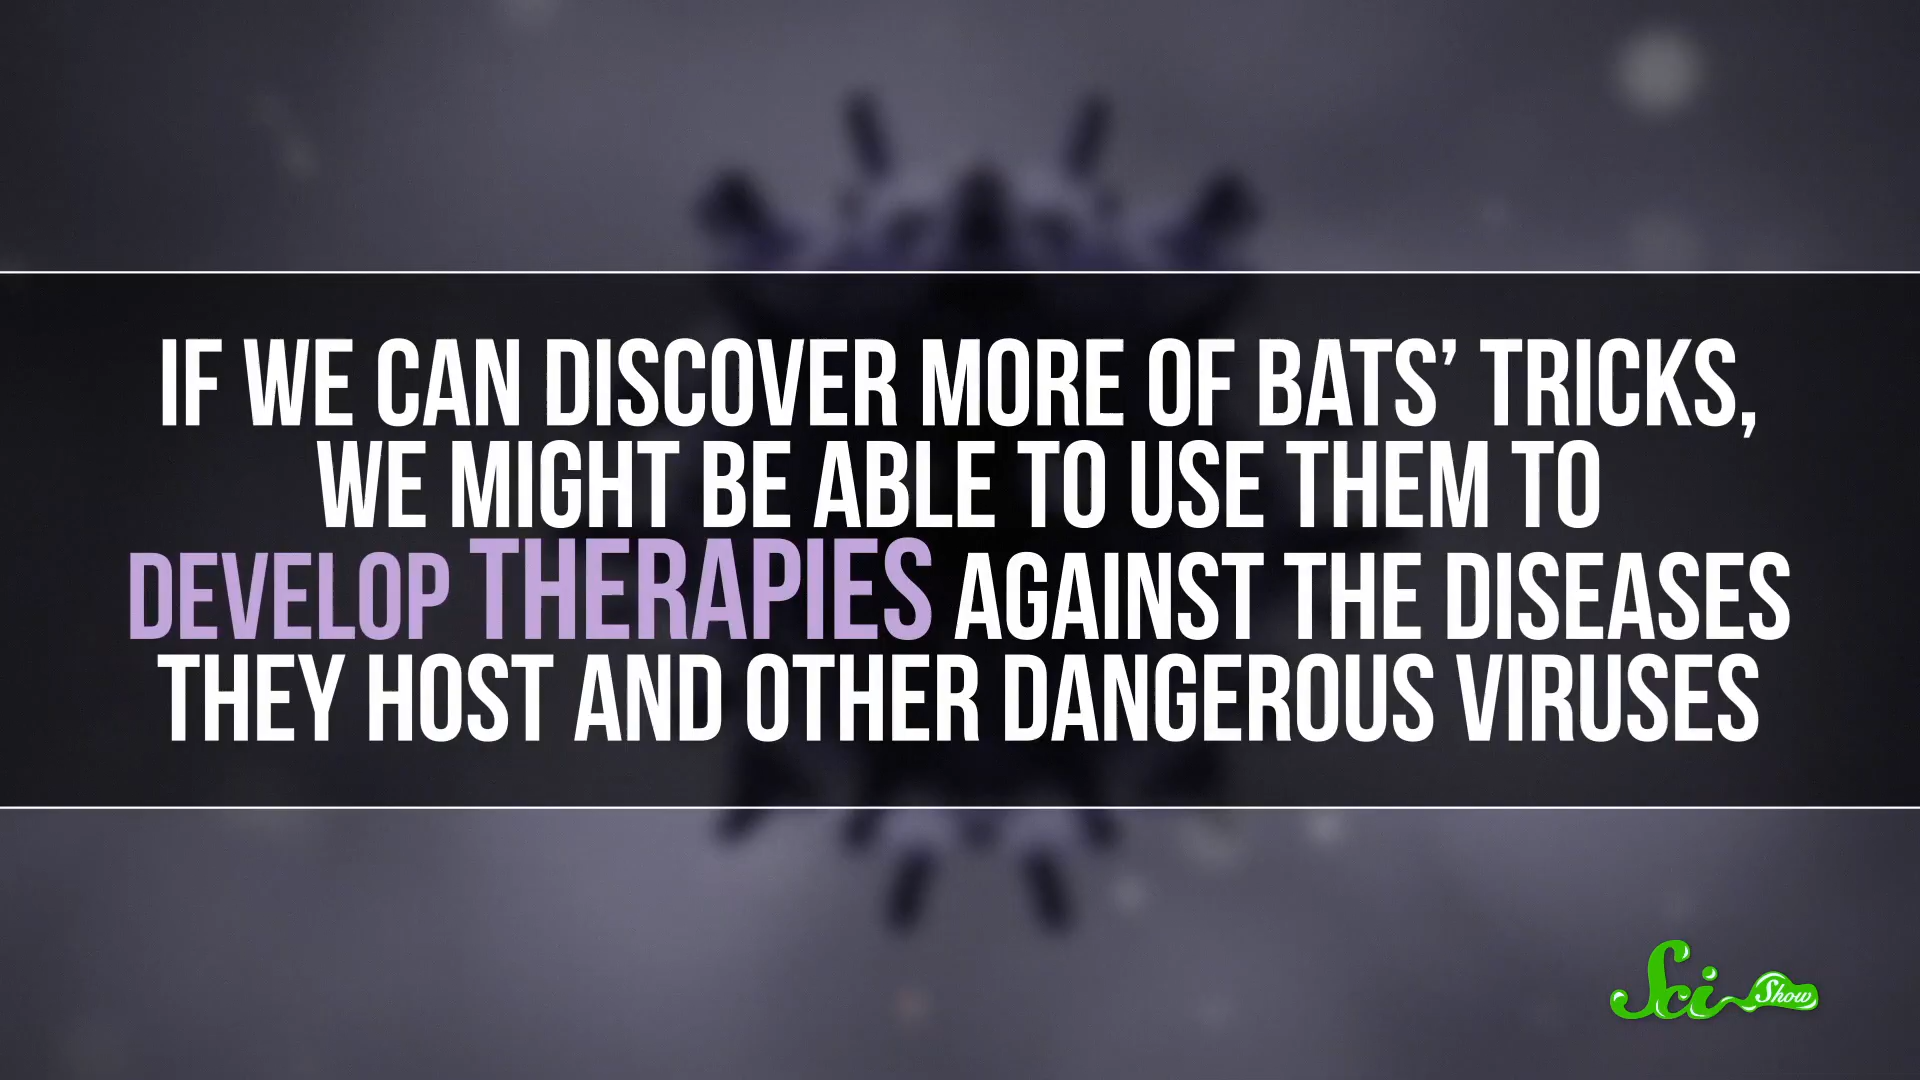 IF WE CAN DISCOVER MORE OF BATS’ TRICKS,
WE MIGHT BE ABLE TO USE THEM TO
DEVELOP THERAPIES AGAINST THE DISEASES
THEY HOST AND OTHER DANGEROUS VIRUSES
Sci Show